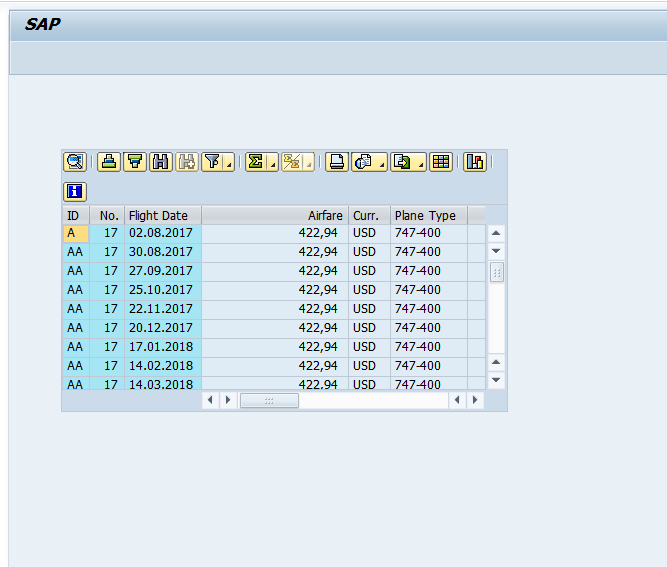 SAP
ID No. Flight Date Airfare Curr. Plane Type
A 17 02.08.2017 422,94 USD 747-400
AA 17 30.08.2017 422,94 USD 747-400
AA 17 27.09.2017 422,94 USD 747-400
AA 17 25.10.2017 422,94 USD 747-400
AA 17 22.11.2017 422,94 USD 747-400
AA 17 20.12.2017 422,94 USD 747-400
AA 17 17.01.2018 422,94 USD 747-400
AA 17 14.02.2018 422,94 USD 747-400
AA 17 14.03.2018 422,94 USD 747-400